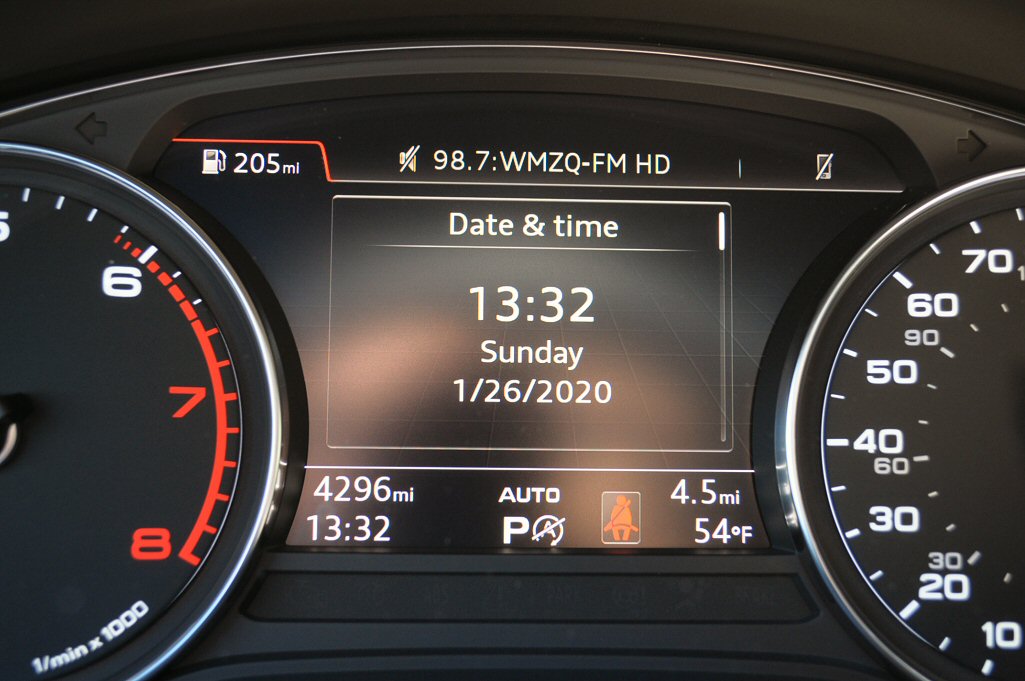 205mi
98.7:WMZQ-FM HD
Date & time
13:32
Sunday
1/26/2020
4296mi
AUTO
4.5mi
13:32
P
54°F
6
7
8
1/min x 1000
70
60
90
50
40
60
30
30
20
10